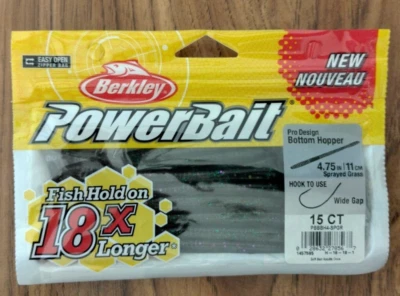 EASY OPEN
ZIPPER BAG
Berkley
NEW
NOUVEAU
PowerBait
Pro Design
Bottom Hopper
4.75 IN | 11 CM
Sprayed Grass
HOOK TO USE
Wide Gap
15 CT
Fish Hold on
18X
Longer